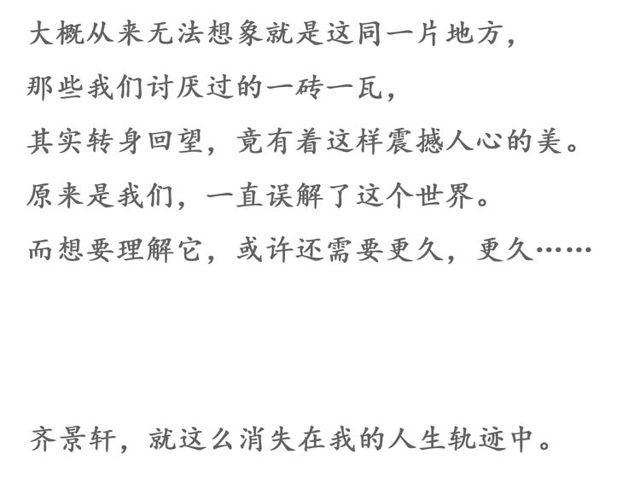 大概从来无法想象就是这同一片地方，
那些我们讨厌过的一砖一瓦，
其实转身回望，竟有着这样震撼人心的美。
原来是我们，一直误解了这个世界。
而想要理解它，或许还需要更久，更久……
齐景轩，就这么消失在我的人生轨迹中。